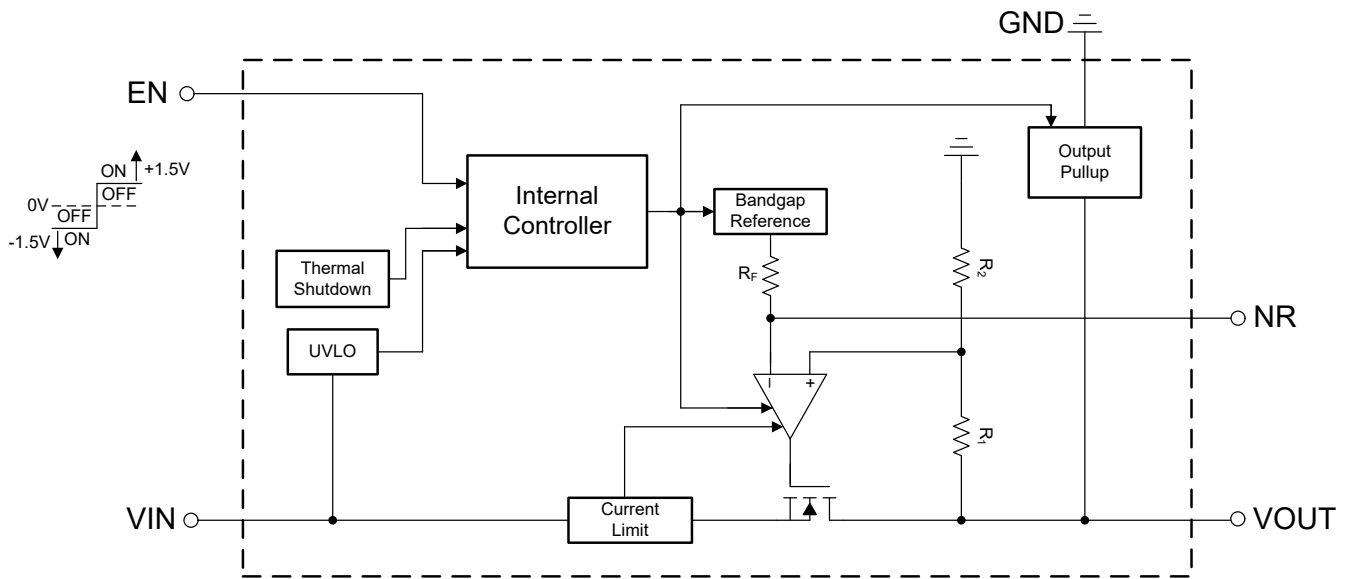 GND
EN
ON
+1.5V
0V
OFF
OFF
-1.5V
ON
Internal
Controller
Output
Pullup
Bandgap
Reference
Thermal
Shutdown
RF
R2
NR
UVLO
- +
R1
VIN
Current
Limit
VOUT